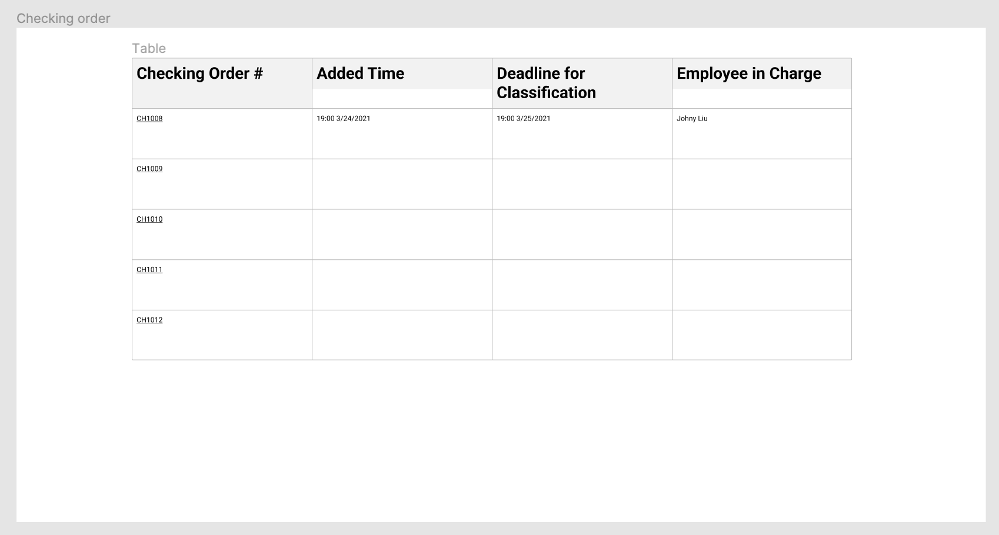 Checking order
Table
Checking Order #
Added Time
Deadline for
Classification
Employee in Charge
CH1008
19:00 3/24/2021
19:00 3/25/2021
Johny Liu
CH1009
CH1010
CH1011
CH1012